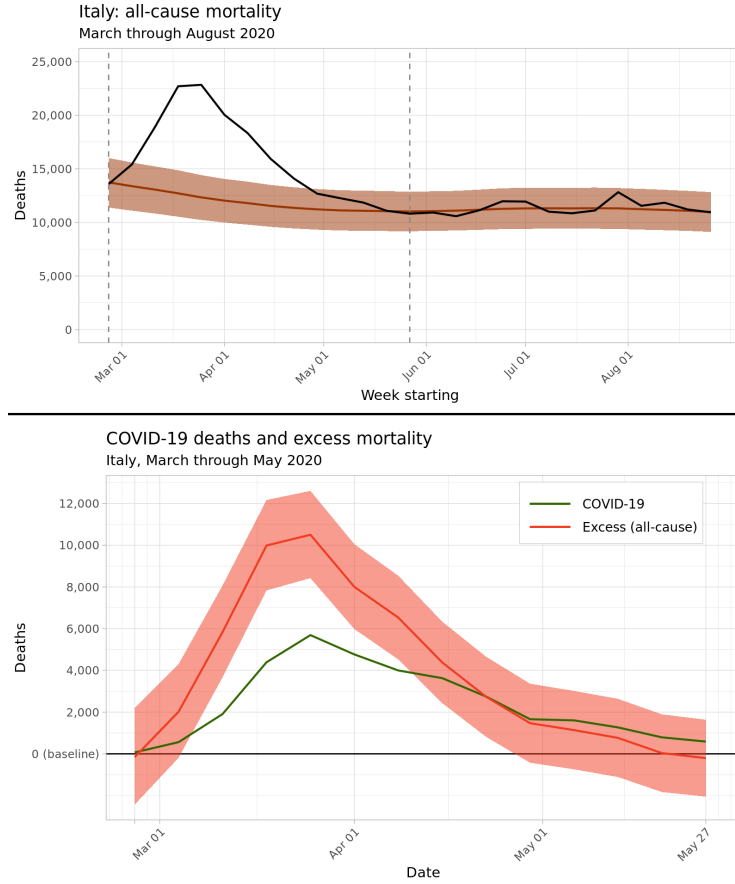 Italy: all-cause mortality
March through August 2020
25,000
20,000
15,000
10,000
5,000
0
Deaths
Mar 01
Apr 01
May 01
Jun 01
Jul 01
Aug 01
Week starting
COVID-19 deaths and excess mortality
Italy, March through May 2020
COVID-19
Excess (all-cause)
12,000
10,000
8,000
6,000
4,000
2,000
0 (baseline)
Deaths
Mar 01
Apr 01
May 01
May 27
Date